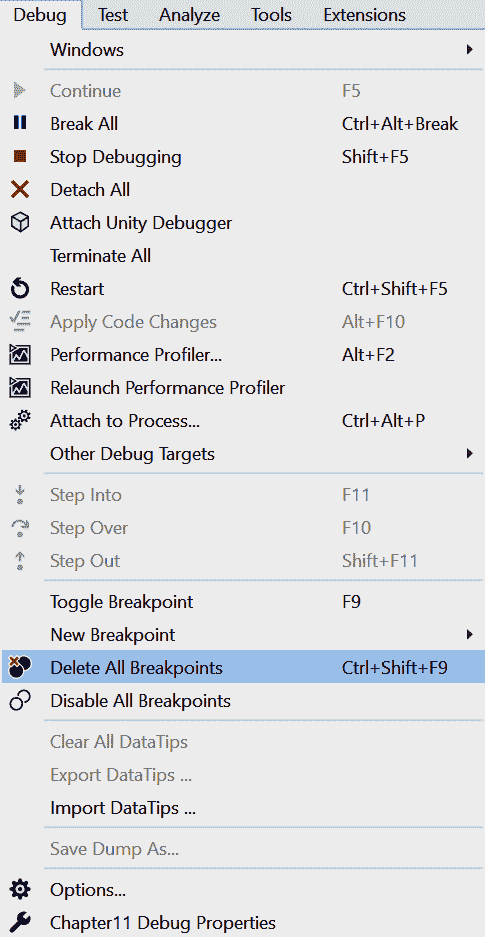 Debug Test Analyze Tools Extensions
Windows
Continue F5
Break All Ctrl+Alt+Break
Stop Debugging Shift+F5
Detach All
Attach Unity Debugger
Terminate All
Restart Ctrl+Shift+F5
Apply Code Changes Alt+F10
Performance Profiler... Alt+F2
Relaunch Performance Profiler
Attach to Process... Ctrl+Alt+P
Other Debug Targets
Step Into F11
Step Over F10
Step Out Shift+F11
Toggle Breakpoint F9
New Breakpoint
Delete All Breakpoints Ctrl+Shift+F9
Disable All Breakpoints
Clear All DataTips
Export DataTips ...
Import DataTips ...
Save Dump As...
Options...
Chapter11 Debug Properties